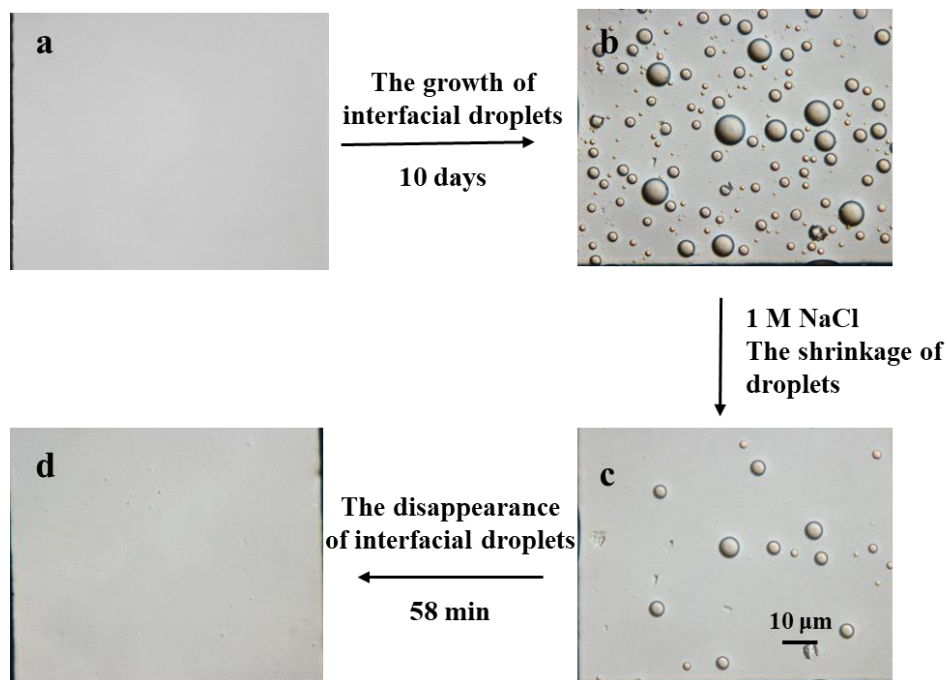 a
The growth of
interfacial droplets
10 days
b
1 M NaCl
The shrinkage of
droplets
c
10 μm
The disappearance
of interfacial droplets
58 min
d